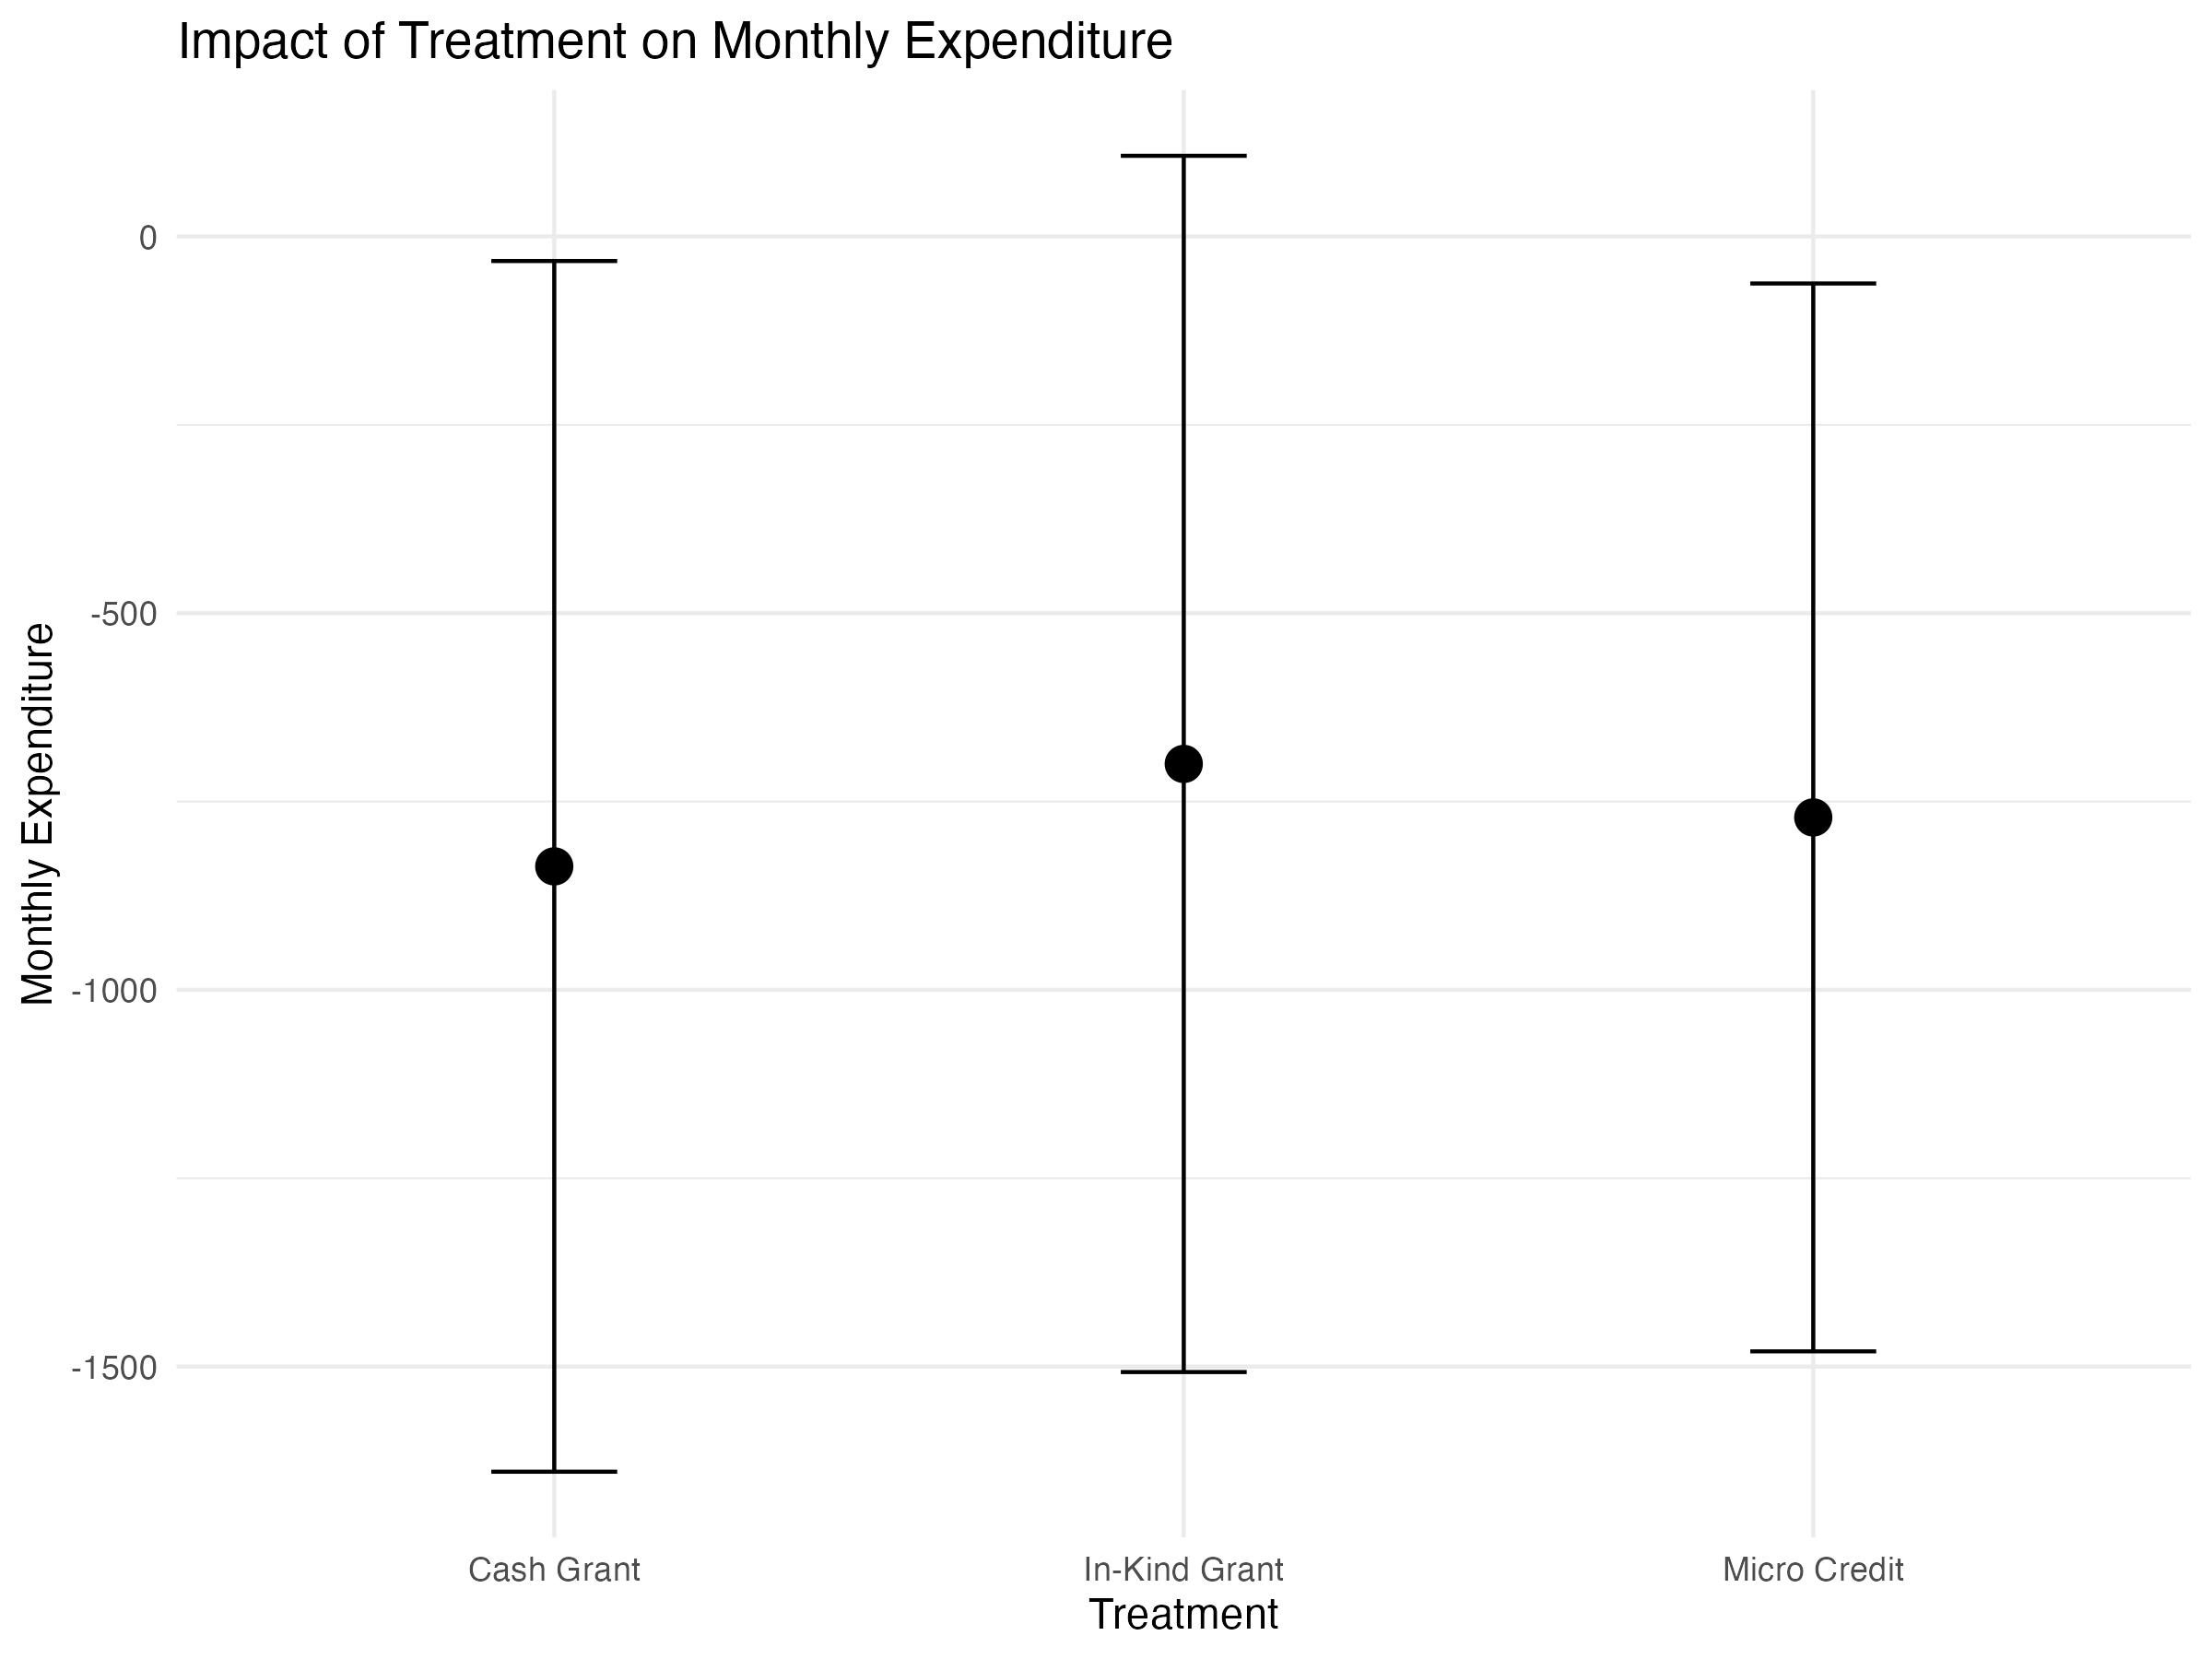 Impact of Treatment on Monthly Expenditure
Monthly Expenditure
0
-500
-1000
-1500
Cash Grant
In-Kind Grant
Micro Credit
Treatment